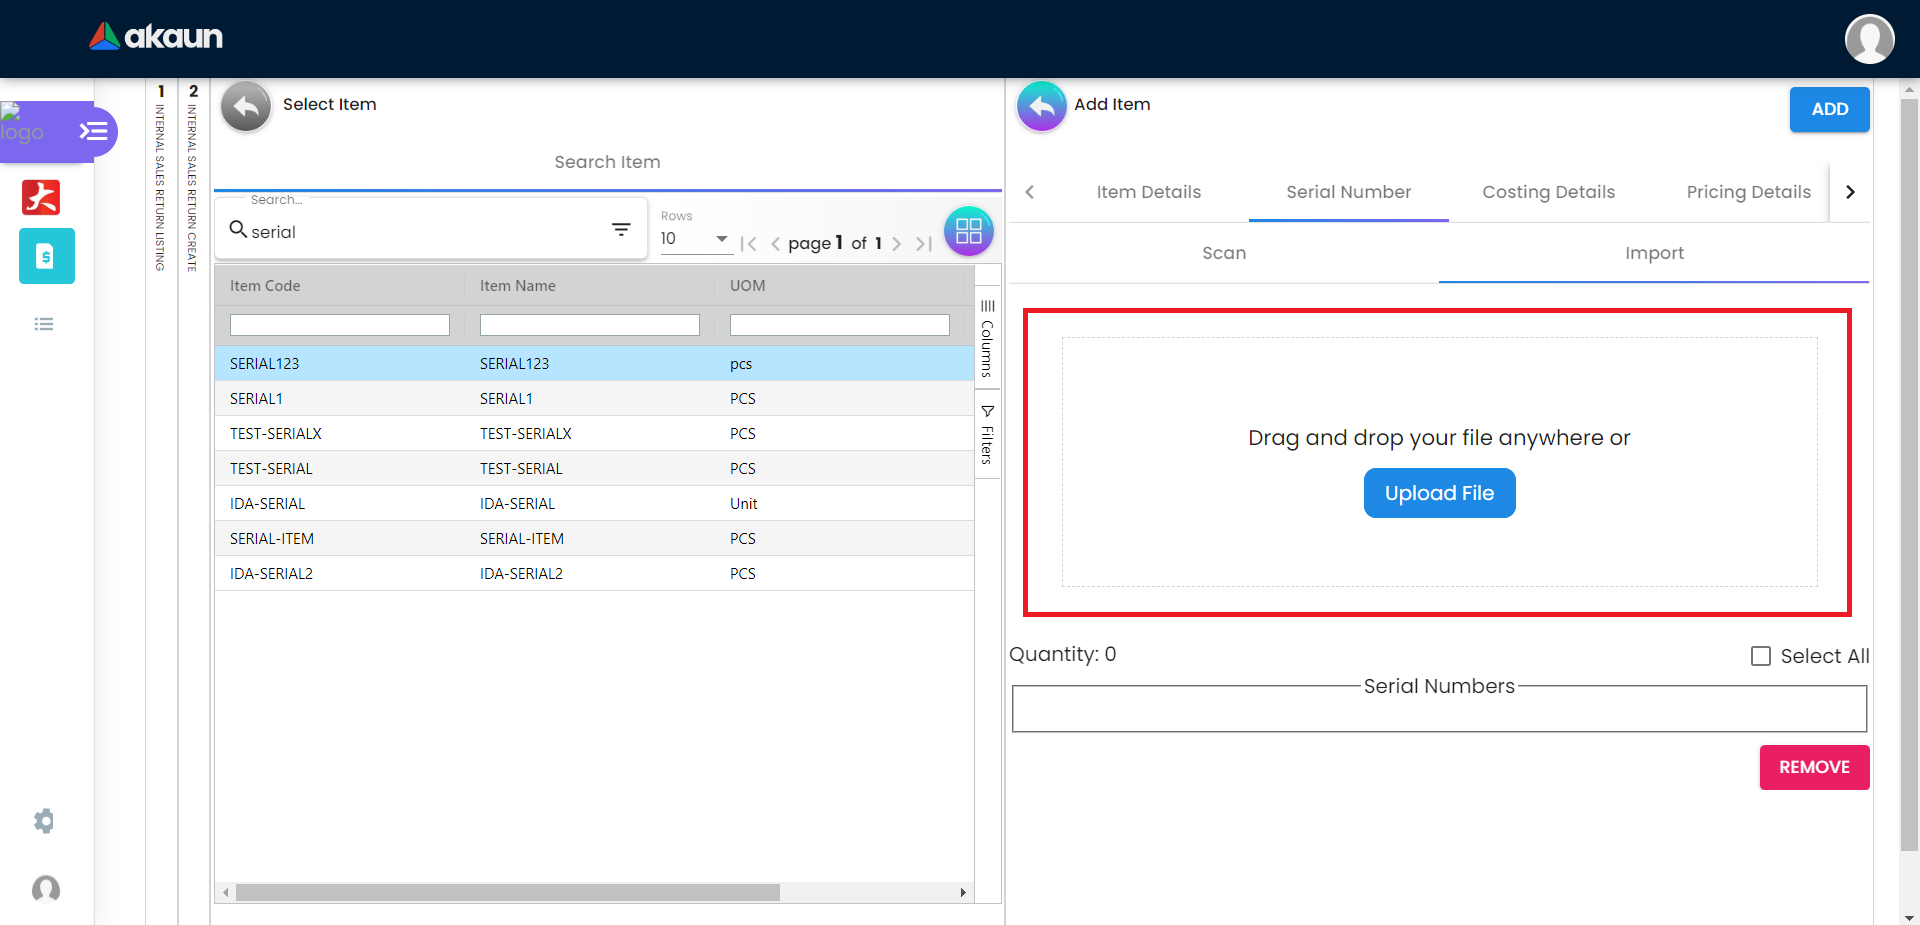 akaun
logo
1
INTERNAL SALES RETURN LISTING
2
INTERNAL SALES RETURN CREATE
Select Item
Search Item
Search...
serial
Rows
10
page 1 of 1
Item Code Item Name UOM
SERIAL123 SERIAL123 pcs
SERIAL1 SERIAL1 PCS
TEST-SERIALX TEST-SERIALX PCS
TEST-SERIAL TEST-SERIAL PCS
IDA-SERIAL IDA-SERIAL Unit
SERIAL-ITEM SERIAL-ITEM PCS
IDA-SERIAL2 IDA-SERIAL2 PCS
Columns
Filters
Add Item
ADD
Item Details Serial Number Costing Details Pricing Details
Scan Import
Drag and drop your file anywhere or
Upload File
Quantity: 0
Select All
Serial Numbers
REMOVE